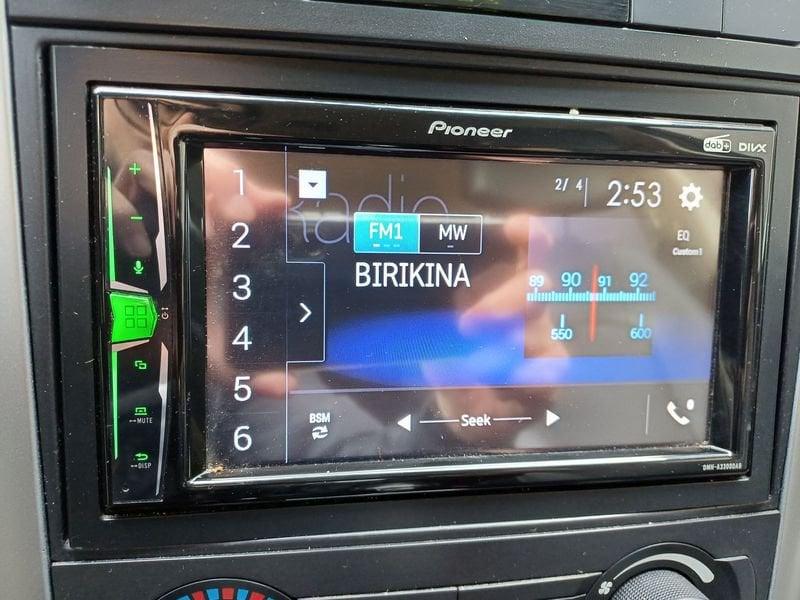 Pioneer
dab+ DIVX
Radio
1
2
3
4
5
6
2/ 4
2:53
FM1 MW
EQ
Custom1
BIRIKINA
89 90 91 92
550 600
BSM
Seek
MUTE
DISP
DMH-A3300DAB